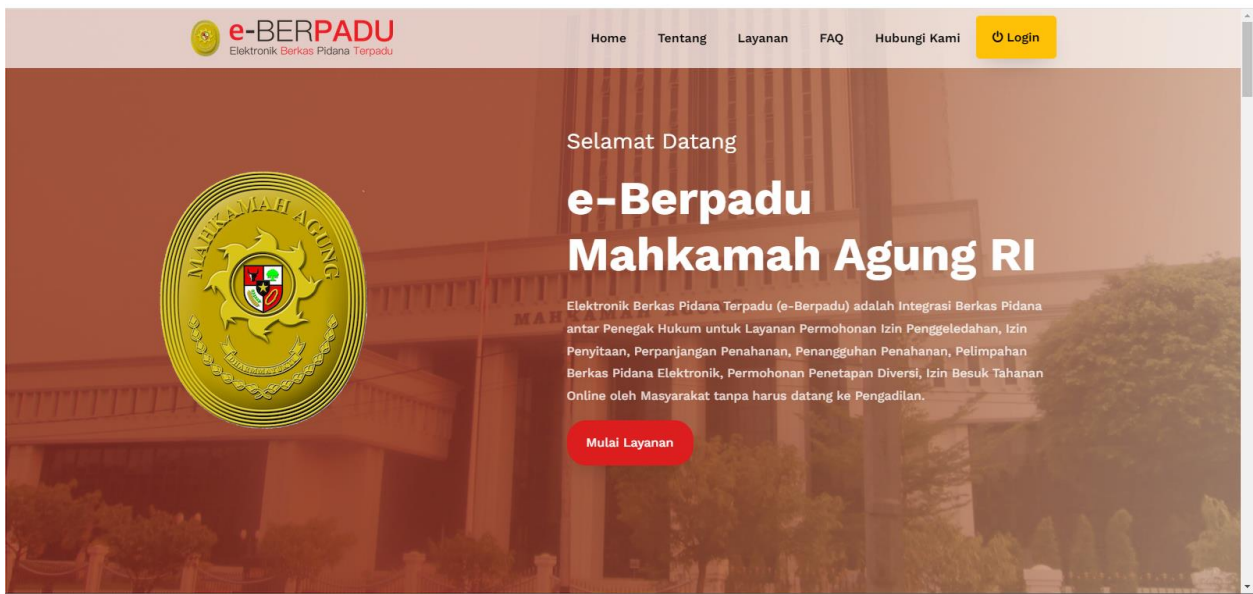 e-BERPADU
Elektronik Berkas Pidana Terpadu
Home Tentang Layanan FAQ Hubungi Kami Login
Selamat Datang
e-Berpadu
Mahkamah Agung RI
Elektronik Berkas Pidana Terpadu (e-Berpadu) adalah Integrasi Berkas Pidana
antar Penegak Hukum untuk Layanan Permohonan Izin Penggeledahan, Izin
Penyitaan, Perpanjangan Penahanan, Penangguhan Penahanan, Pelimpahan
Berkas Pidana Elektronik, Permohonan Penetapan Diversi, Izin Besuk Tahanan
Online oleh Masyarakat tanpa harus datang ke Pengadilan.
Mulai Layanan
MAHKAMAH AGUNG
MAHKAMAH AGUNG